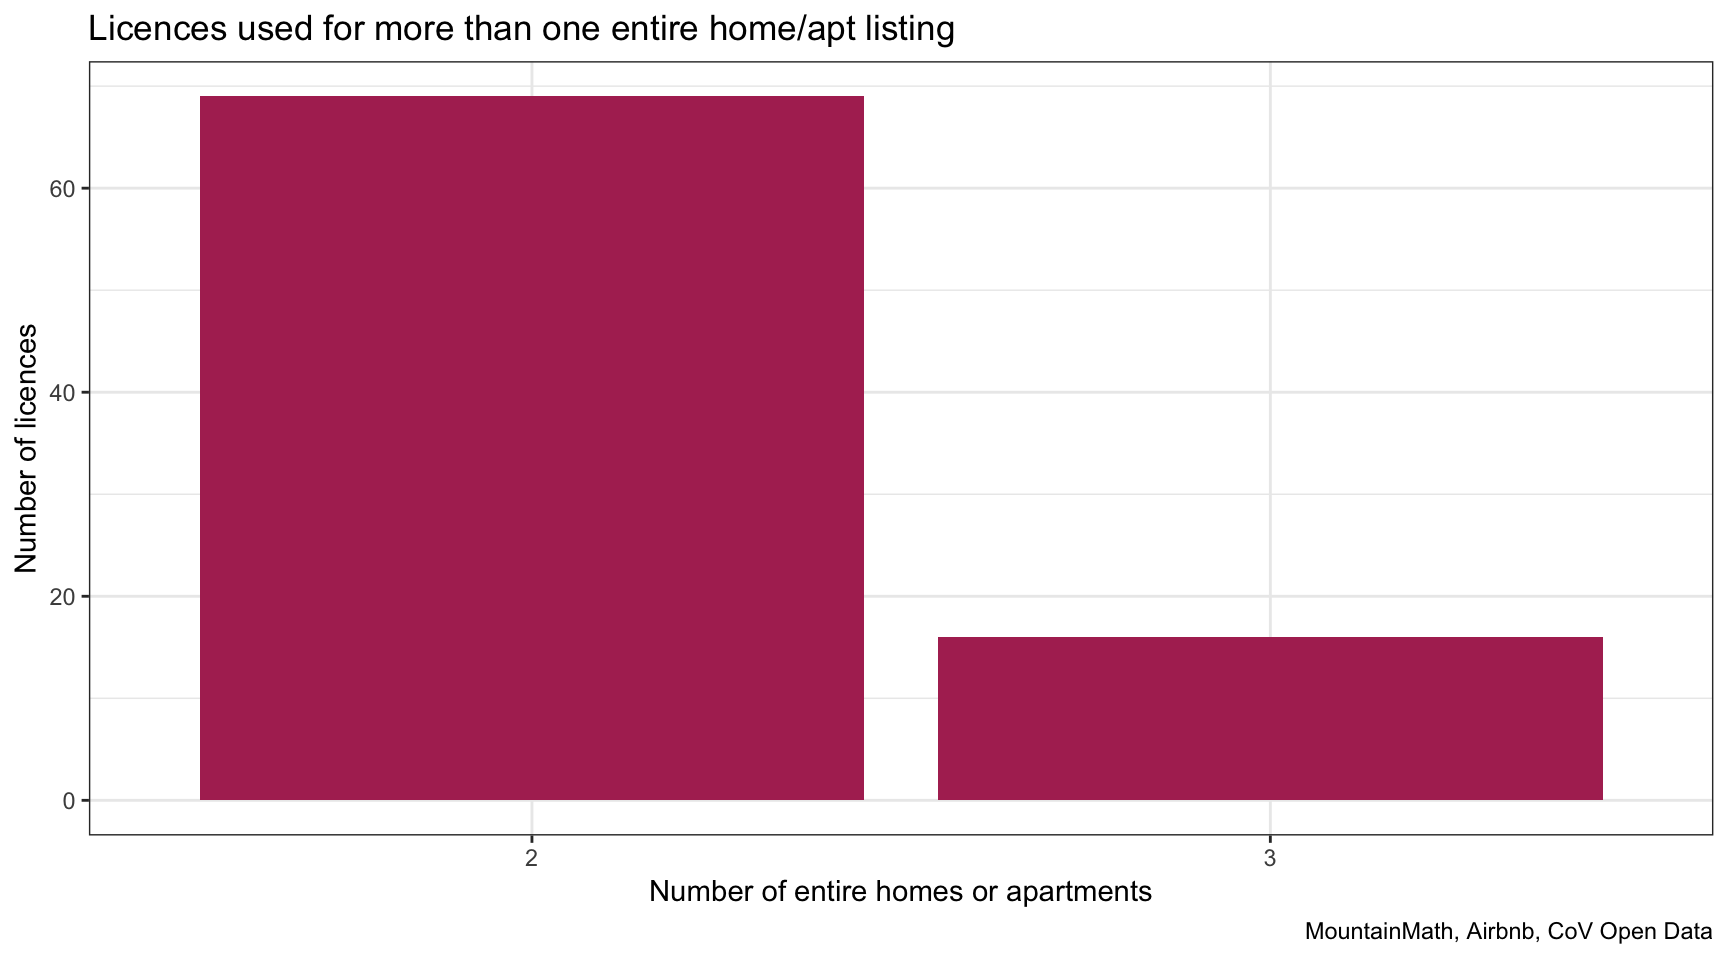 Licences used for more than one entire home/apt listing
Number of licences
60
40
20
0
2
3
Number of entire homes or apartments
MountainMath, Airbnb, CoV Open Data